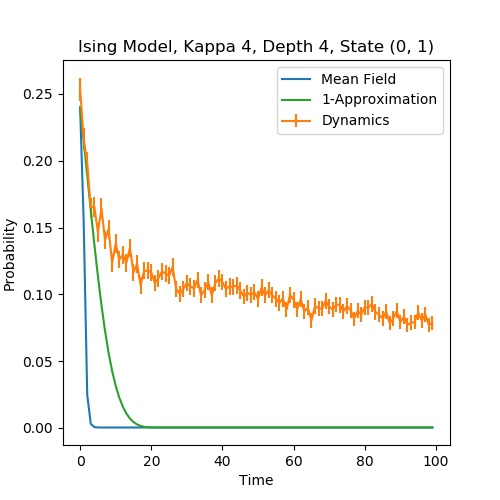 Ising Model, Kappa 4, Depth 4, State (0, 1)
Mean Field
1-Approximation
Dynamics
0.25
0.20
0.15
0.10
0.05
0.00
Probability
0 20 40 60 80 100
Time